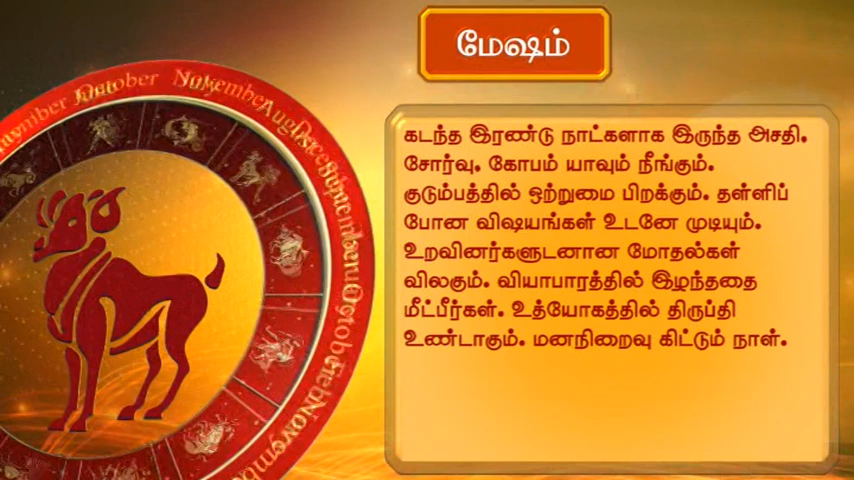 மேஷம்
கடந்த இரண்டு நாட்களாக இருந்த அசதி.
சோர்வு. கோபம் யாவும் நீங்கும்.
குடும்பத்தில் ஒற்றுமை பிறக்கும். தள்ளிப்
போன விஷயங்கள் உடனே முடியும்.
உறவினர்களுடனான மோதல்கள்
விலகும். வியாபாரத்தில் இழந்ததை
மீட்பீர்கள். உத்யோகத்தில் திருப்தி
உண்டாகும். மனநிறைவு கிட்டும் நாள்.
October